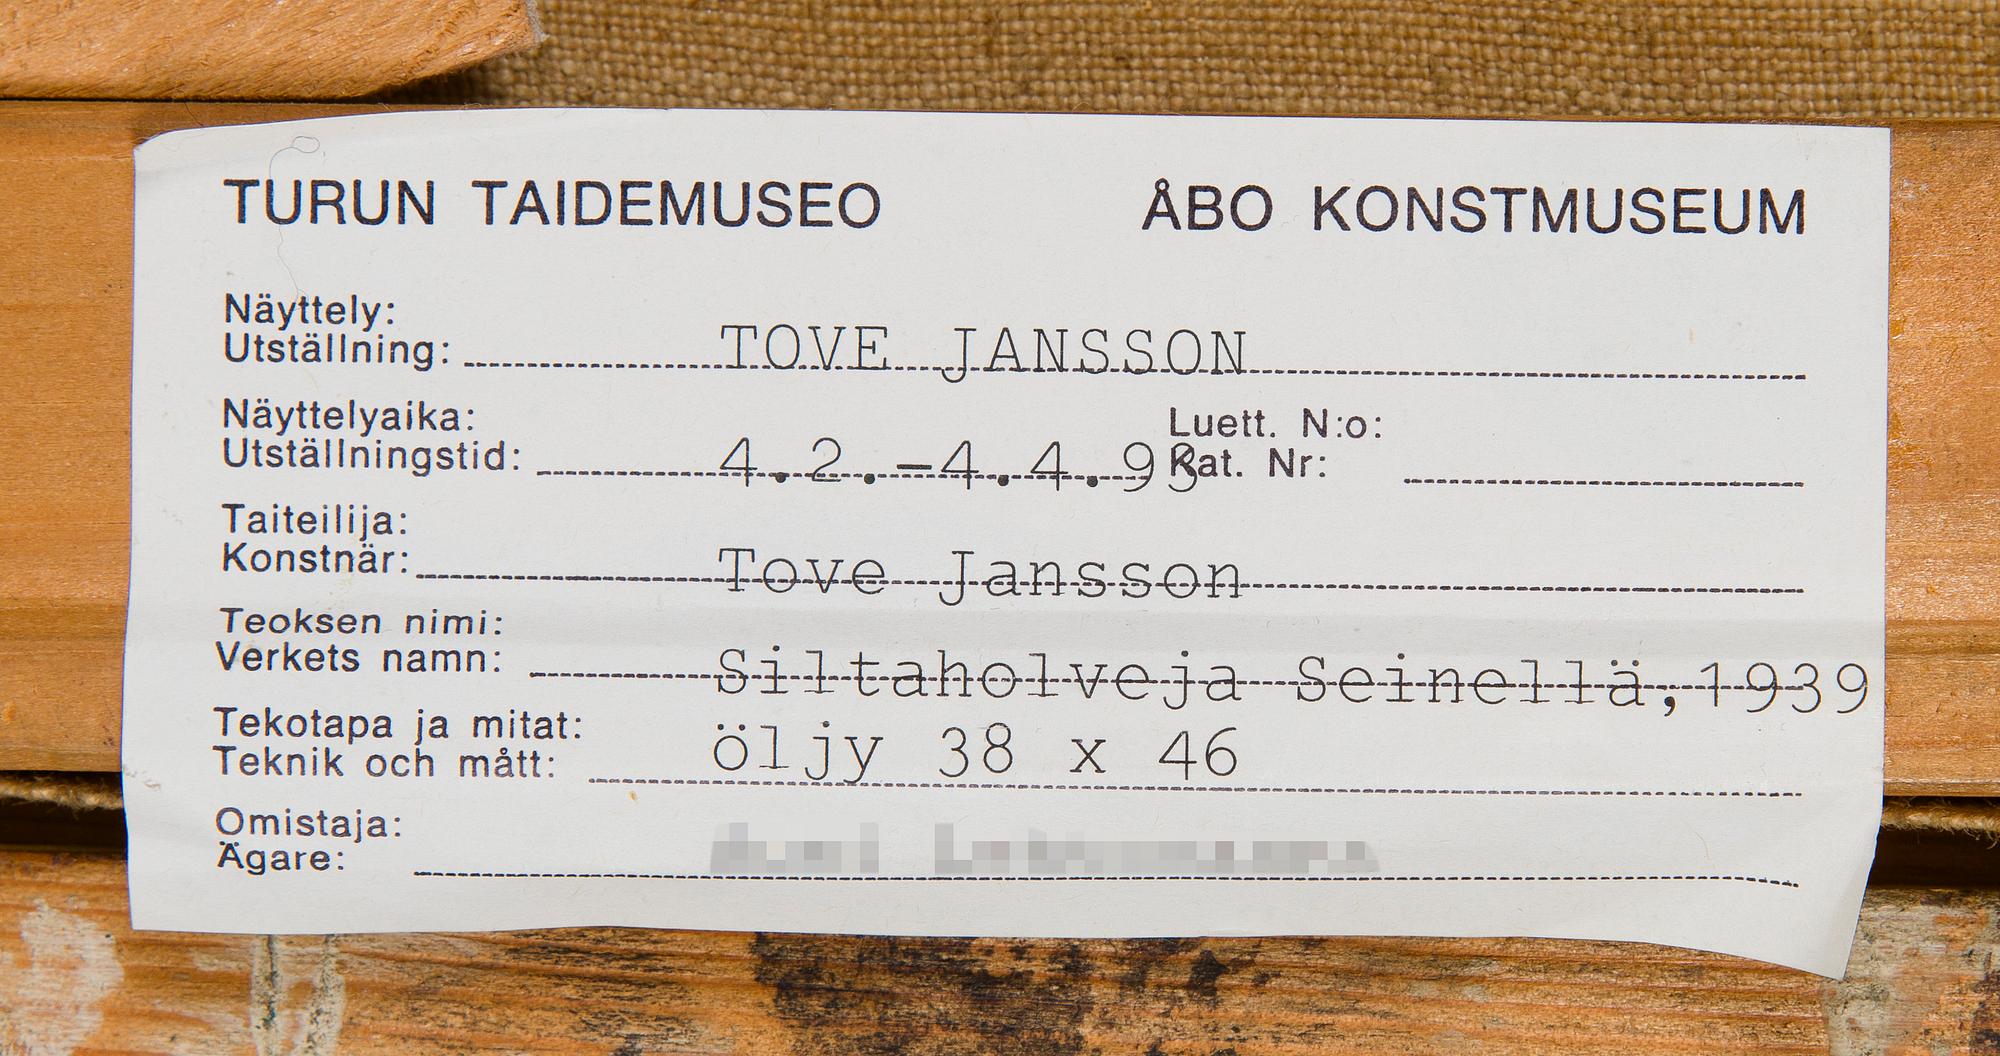 TURUN TAIDEMUSEO ÅBO KONSTMUSEUM
Näyttely:
Utställning: TOVE JANSSON
Näyttelyaika: Luett. N:o:
Utställningstid: 4.2.-4.4.93 Kat. Nr:
Taiteilija:
Konstnär: Tove Jansson
Teoksen nimi:
Verkets namn: Siltaholveja Seinellä,1939
Tekotapa ja mitat:
Teknik och mått: öljy 38 x 46
Omistaja:
Ägare: